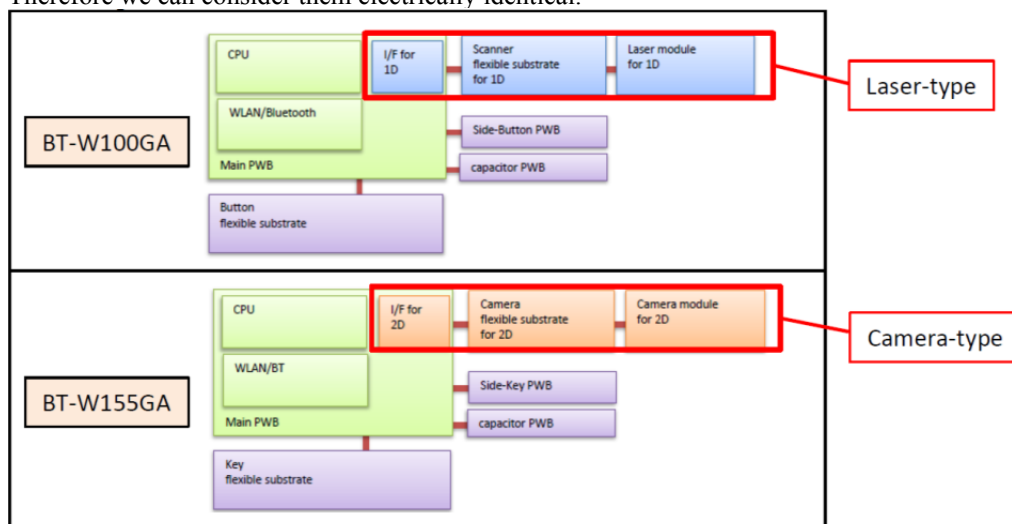 Therefore we can consider them electrically identical.
BT-W100GA
CPU
I/F for
1D
Scanner
flexible substrate
for 1D
Laser module
for 1D
Laser-type
WLAN/Bluetooth
Side-Button PWB
Main PWB
capacitor PWB
Button
flexible substrate
BT-W155GA
CPU
I/F for
2D
Camera
flexible substrate
for 2D
Camera module
for 2D
Camera-type
WLAN/BT
Side-Key PWB
Main PWB
capacitor PWB
Key
flexible substrate